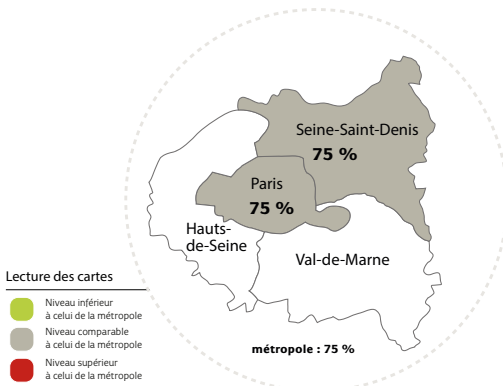 Seine-Saint-Denis
75 %
Paris
75 %
Hauts-
de-Seine
Val-de-Marne
Lecture des cartes
Niveau inférieur
à celui de la métropole
Niveau comparable
à celui de la métropole
Niveau supérieur
à celui de la métropole
métropole : 75 %